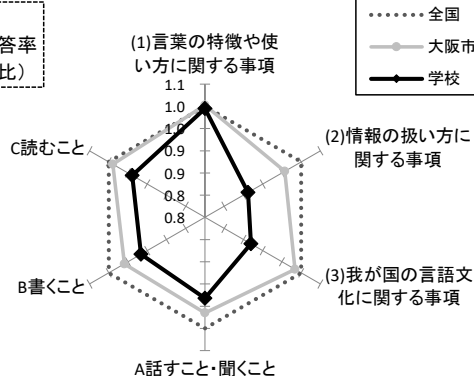 答率
比）
全国
大阪市
学校
(1)言葉の特徴や使
い方に関する事項
1.1
1.0
1.0
0.9
0.9
0.8
0.8
(2)情報の扱い方に
関する事項
(3)我が国の言語文
化に関する事項
A話すこと・聞くこと
B書くこと
C読むこと